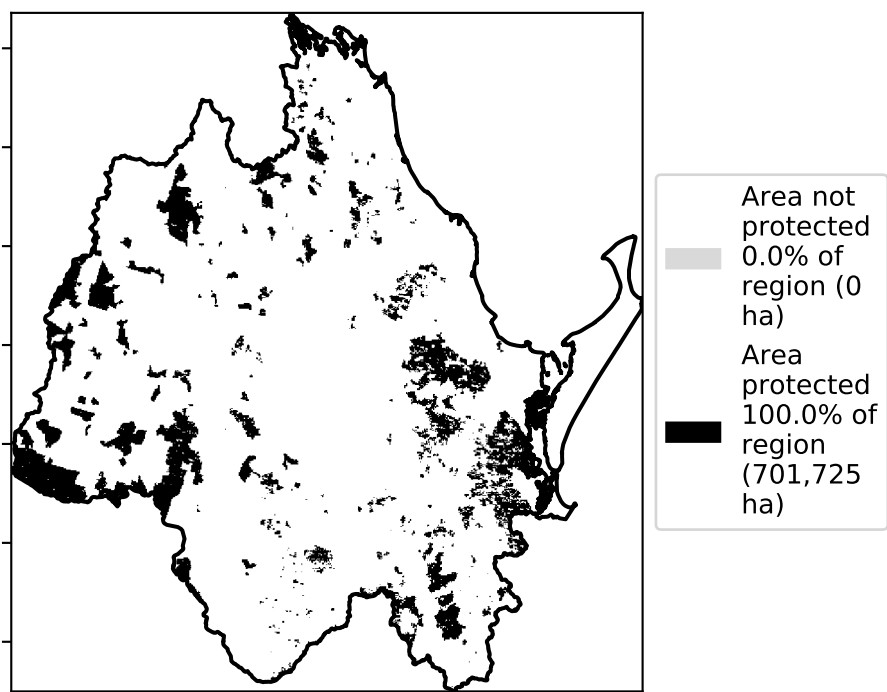 Area not
protected
0.0% of
region (0
ha)
Area
protected
100.0% of
region
(701,725
ha)